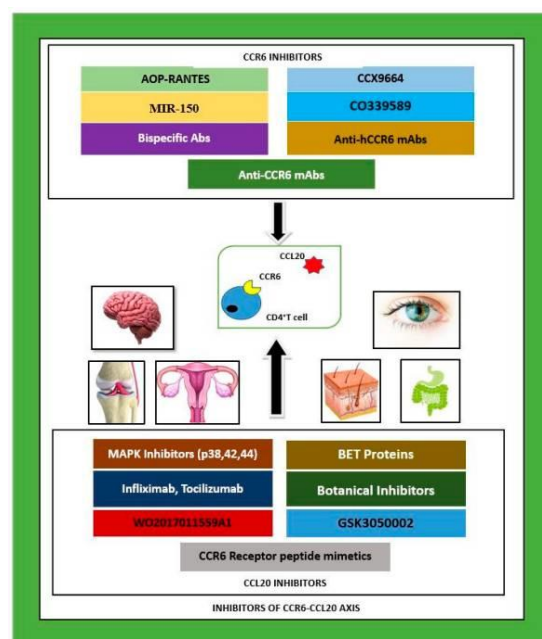 CCR6 INHIBITORS
AOP-RANTES
CCX9664
MIR-150
CO339589
Bispecific Abs
Anti-hCCR6 mAbs
Anti-CCR6 mAbs
CCL20
CCR6
CD4⁺T cell
MAPK Inhibitors (p38,42,44)
BET Proteins
Infliximab, Tocilizumab
Botanical Inhibitors
WO2017011559A1
GSK3050002
CCR6 Receptor peptide mimetics
CCL20 INHIBITORS
INHIBITORS OF CCR6-CCL20 AXIS